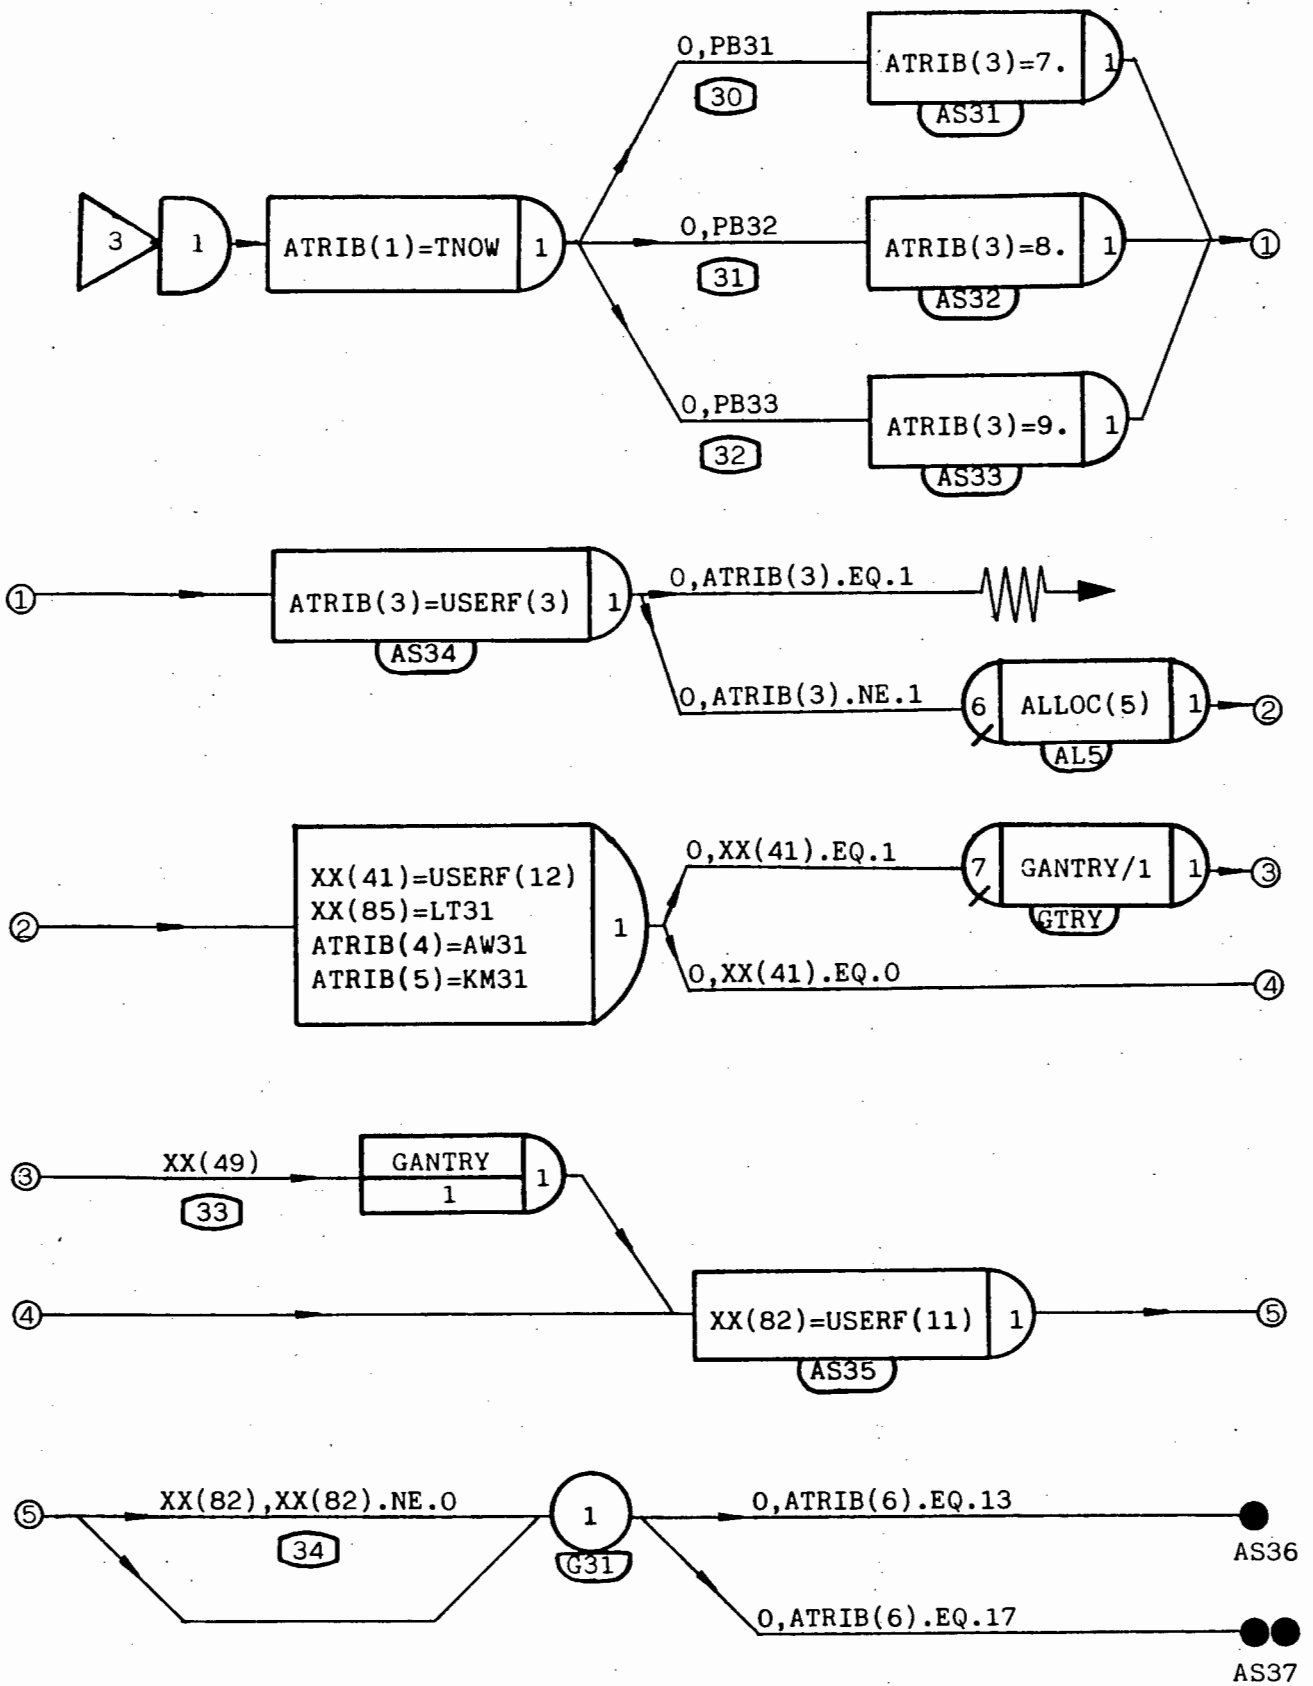 0,PB31
30
ATRIB(3)=7.
1
AS31
3
1
ATRIB(1)=TNOW
1
0,PB32
31
ATRIB(3)=8.
1
AS32
1
0,PB33
32
ATRIB(3)=9.
1
AS33
1
ATRIB(3)=USERF(3)
1
AS34
0,ATRIB(3).EQ.1
0,ATRIB(3).NE.1
6
ALLOC(5)
1
AL5
2
2
XX(41)=USERF(12)
XX(85)=LT31
ATRIB(4)=AW31
ATRIB(5)=KM31
1
0,XX(41).EQ.1
7
GANTRY/1
1
GTRY
3
0,XX(41).EQ.0
4
3
XX(49)
33
GANTRY
1
1
4
XX(82)=USERF(11)
1
AS35
5
5
XX(82),XX(82).NE.0
34
1
G31
0,ATRIB(6).EQ.13
AS36
0,ATRIB(6).EQ.17
AS37